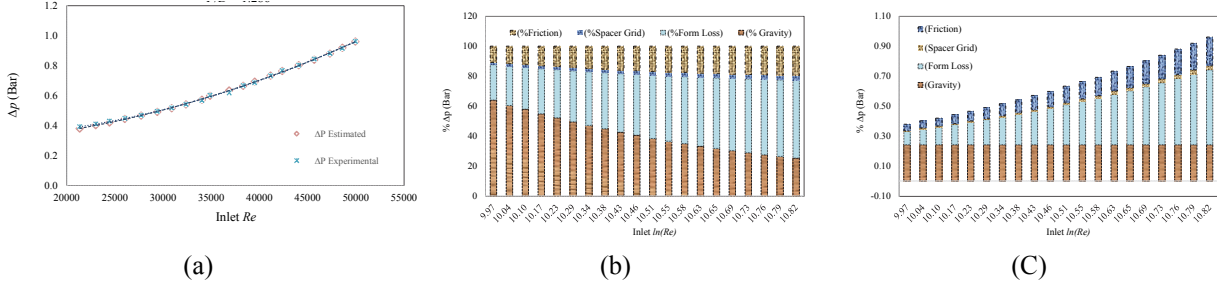 1.2
1.0
0.8
0.6
0.4
0.2
0.0
Δp (Bar)
20000 25000 30000 35000 40000 45000 50000 55000
Inlet Re
ΔP Estimated
ΔP Experimental
(a)
120
100
80
60
40
20
0
% Δp (Bar)
(%Friction) (%Spacer Grid) (%Form Loss) (% Gravity)
9.97 10.04 10.10 10.17 10.23 10.29 10.34 10.38 10.43 10.46 10.51 10.55 10.58 10.63 10.65 10.69 10.73 10.76 10.79 10.82
Inlet ln(Re)
(b)
1.10
0.90
0.70
0.50
0.30
0.10
-0.10
% Δp (Bar)
(Friction)
(Spacer Grid)
(Form Loss)
(Gravity)
9.97 10.04 10.10 10.17 10.23 10.29 10.34 10.38 10.43 10.46 10.51 10.55 10.58 10.63 10.65 10.69 10.73 10.76 10.79 10.82
Inlet ln(Re)
(C)